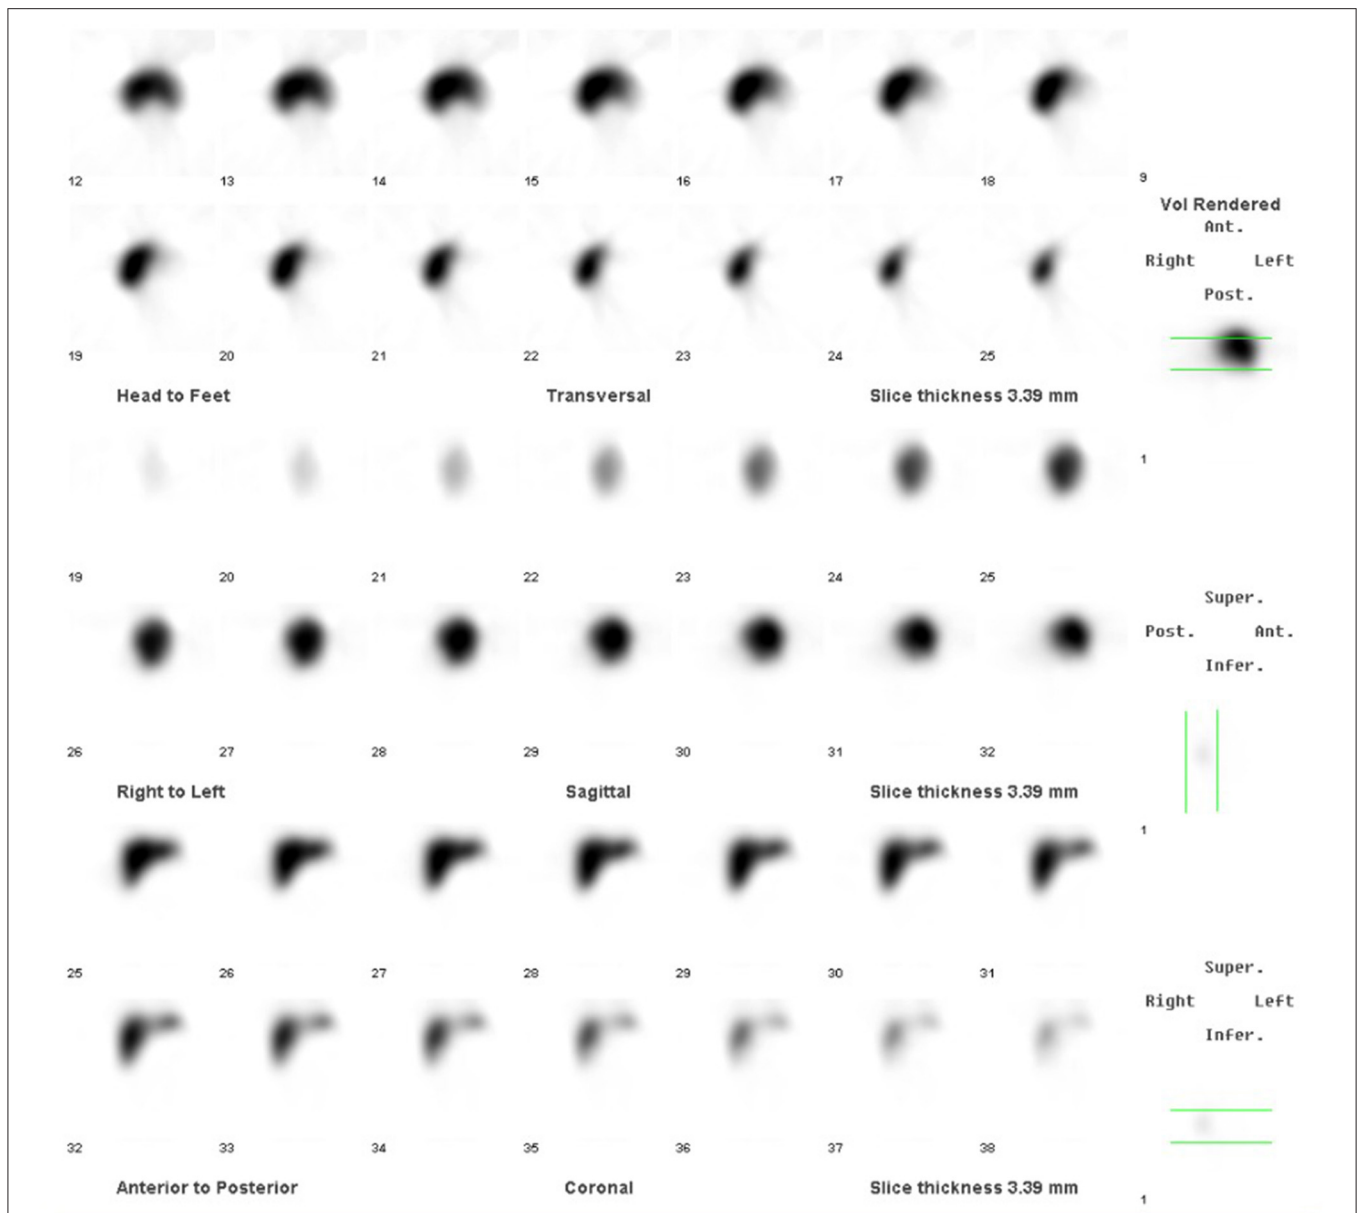 12 13 14 15 16 17 18 9
Vol Rendered
Ant.
Right Left
Post.
19 20 21 22 23 24 25
Head to Feet Transversal Slice thickness 3.39 mm
1
19 20 21 22 23 24 25
Super.
Post. Ant.
Infer.
26 27 28 29 30 31 32
Right to Left Sagittal Slice thickness 3.39 mm
1
25 26 27 28 29 30 31
Super.
Right Left
Infer.
32 33 34 35 36 37 38
Anterior to Posterior Coronal Slice thickness 3.39 mm
1